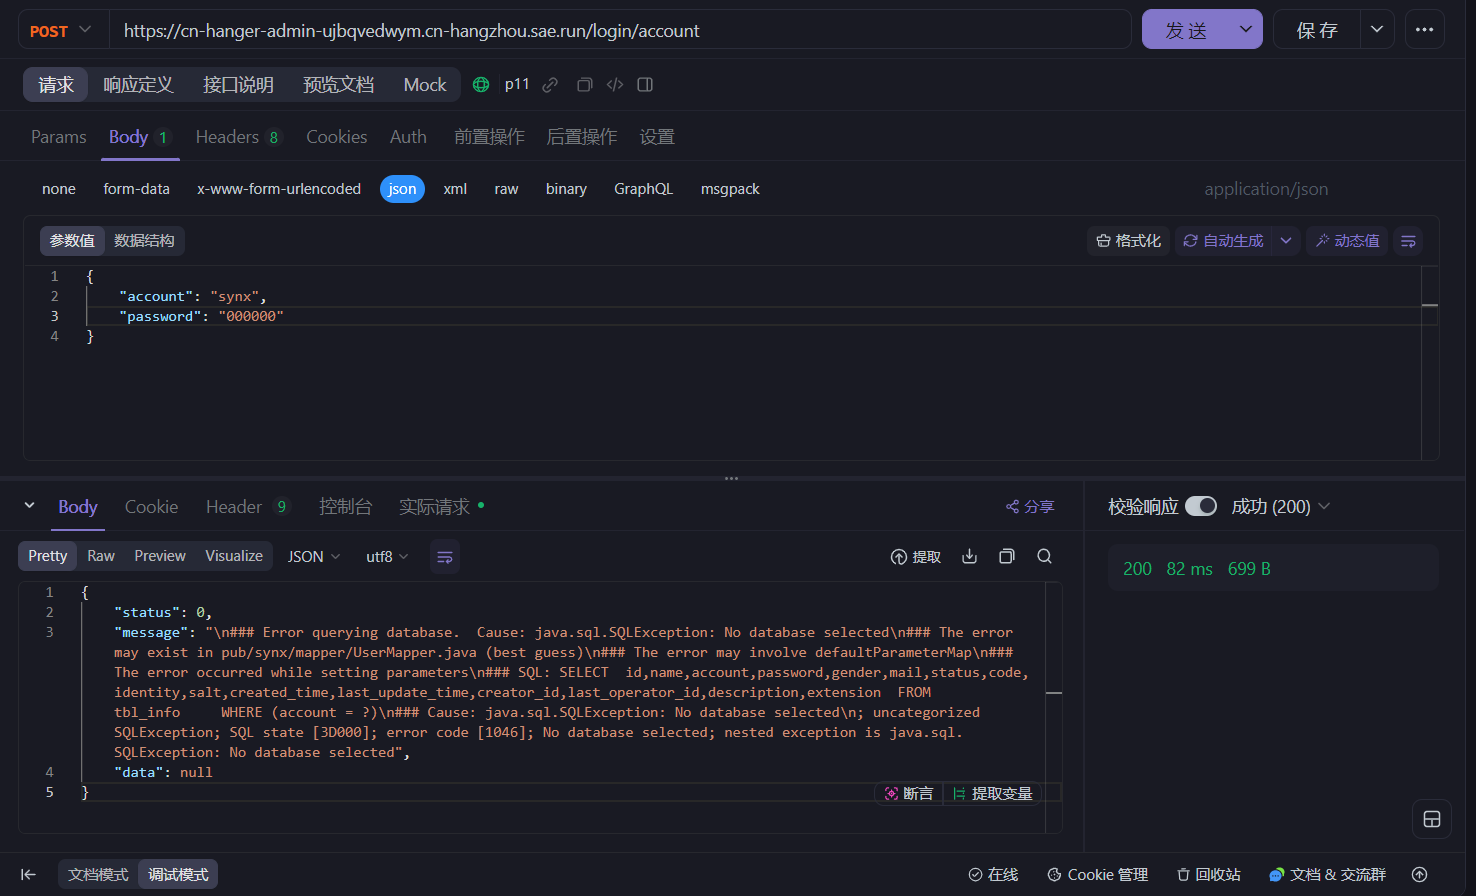 POST https://cn-hanger-admin-ujbqvedwym.cn-hangzhou.sae.run/login/account 发送 保存
请求 响应定义 接口说明 预览文档 Mock p11
Params Body 1 Headers 8 Cookies Auth 前置操作 后置操作 设置
none form-data x-www-form-urlencoded json xml raw binary GraphQL msgpack application/json
参数值 数据结构 格式化 自动生成 动态值
1 {
2 "account": "synx",
3 "password": "000000"
4 }
Body Cookie Header 9 控制台 实际请求 分享 校验响应 成功 (200)
Pretty Raw Preview Visualize JSON utf8 提取
200 82 ms 699 B
1 {
2 "status": 0,
3 "message": "\n### Error querying database.  Cause: java.sql.SQLException: No database selected\n### The error
may exist in pub/synx/mapper/UserMapper.java (best guess)\n### The error may involve defaultParameterMap\n###
The error occurred while setting parameters\n### SQL: SELECT  id,name,account,password,gender,mail,status,code,
identity,salt,created_time,last_update_time,creator_id,last_operator_id,description,extension  FROM
tbl_info     WHERE (account = ?)\n### Cause: java.sql.SQLException: No database selected\n; uncategorized
SQLException; SQL state [3D000]; error code [1046]; No database selected; nested exception is java.sql.
SQLException: No database selected",
4 "data": null
5 }
断言 提取变量
文档模式 调试模式 在线 Cookie 管理 回收站 文档 & 交流群